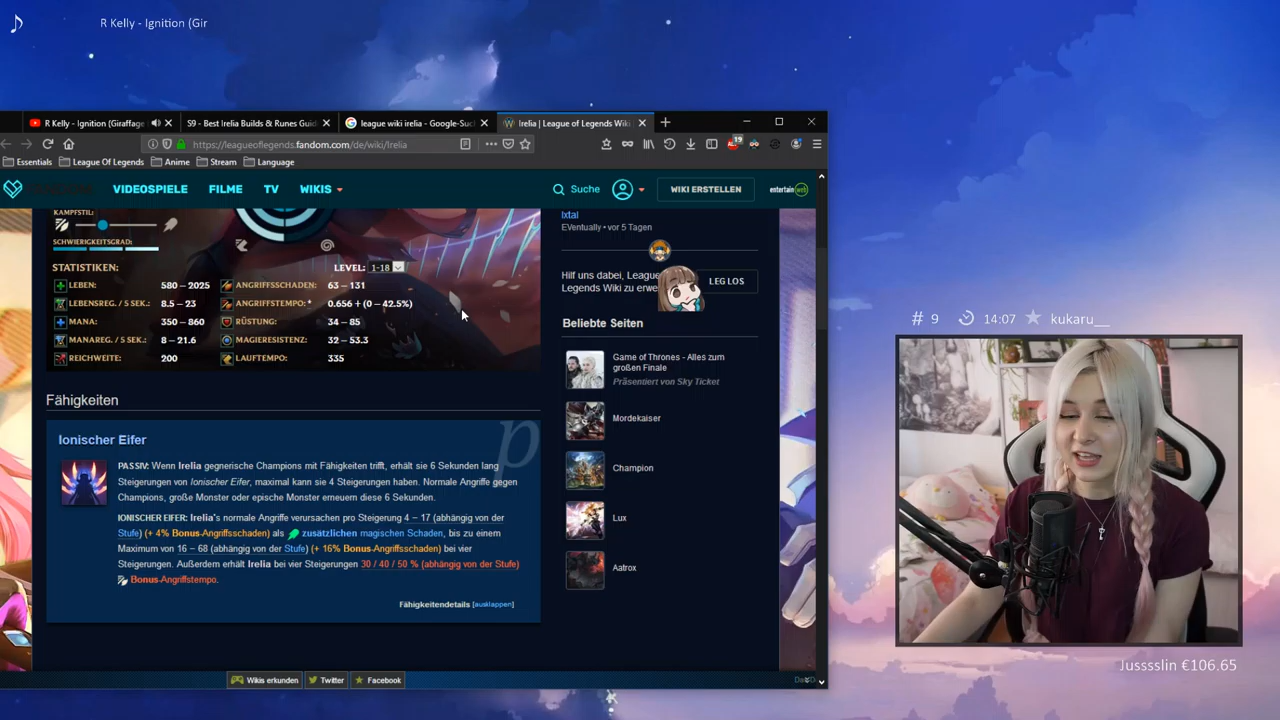 R Kelly - Ignition (Gir
R Kelly - Ignition (Giraffage
S9 - Best Irelia Builds & Runes Guid
league wiki irelia - Google-Suc
Irelia | League of Legends Wiki
https://leagueoflegends.fandom.com/de/wiki/Irelia
19
Essentials
League Of Legends
Anime
Stream
Language
VIDEOSPIELE
FILME
TV
WIKIS
Suche
WIKI ERSTELLEN
entertain web
KAMPFSTIL:
SCHWIERIGKEITSGRAD:
STATISTIKEN:
LEVEL: 1-18
LEBEN: 580 – 2025
ANGRIFFSSCHADEN: 63 – 131
LEBENSREG. / 5 SEK.: 8.5 – 23
ANGRIFFSTEMPO: * 0.656 + (0 – 42.5%)
MANA: 350 – 860
RÜSTUNG: 34 – 85
MANAREG. / 5 SEK.: 8 – 21.6
MAGIERESISTENZ: 32 – 53.3
REICHWEITE: 200
LAUFTEMPO: 335
Fähigkeiten
Ionischer Eifer
p
PASSIV: Wenn Irelia gegnerische Champions mit Fähigkeiten trifft, erhält sie 6 Sekunden lang
Steigerungen von Ionischer Eifer, maximal kann sie 4 Steigerungen haben. Normale Angriffe gegen
Champions, große Monster oder epische Monster erneuern diese 6 Sekunden.
IONISCHER EIFER: Irelia's normale Angriffe verursachen pro Steigerung 4 – 17 (abhängig von der
Stufe) (+ 4% Bonus-Angriffsschaden) als zusätzlichen magischen Schaden, bis zu einem
Maximum von 16 – 68 (abhängig von der Stufe) (+ 16% Bonus-Angriffsschaden) bei vier
Steigerungen. Außerdem erhält Irelia bei vier Steigerungen 30 / 40 / 50 % (abhängig von der Stufe)
Bonus-Angriffstempo.
Fähigkeitendetails [ausklappen]
Ixtal
EVentually • vor 5 Tagen
Hilf uns dabei, League
Legends Wiki zu erwe
LEG LOS
Beliebte Seiten
Game of Thrones - Alles zum
großen Finale
Präsentiert von Sky Ticket
Mordekaiser
Champion
Lux
Aatrox
Wikis erkunden
Twitter
Facebook
# 9
14:07
kukaru__
Jusssslin €106.65